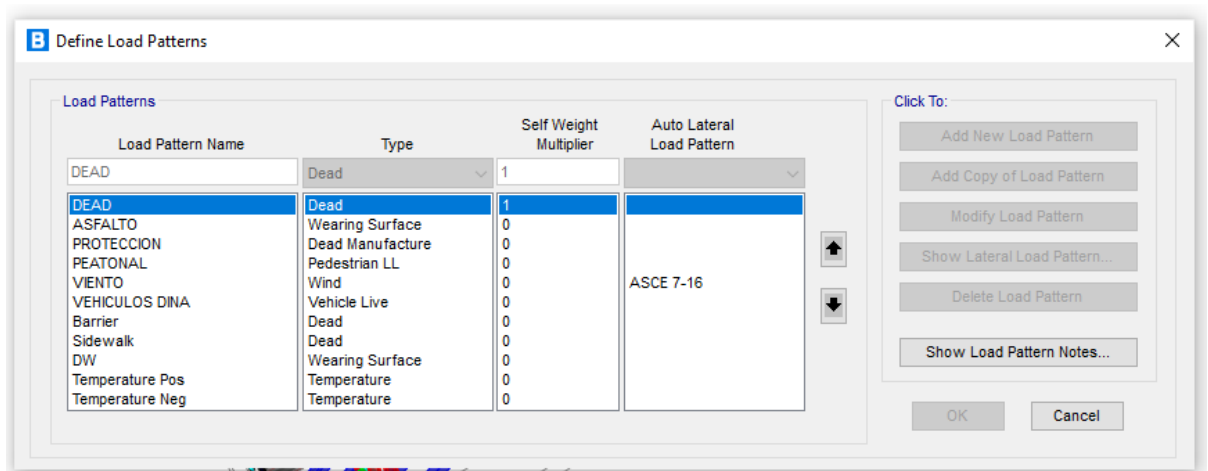 B Define Load Patterns
Load Patterns
Click To:
Load Pattern Name Type Self Weight Multiplier Auto Lateral Load Pattern
DEAD Dead 1
DEAD Dead 1
ASFALTO Wearing Surface 0
PROTECCION Dead Manufacture 0
PEATONAL Pedestrian LL 0
VIENTO Wind 0 ASCE 7-16
VEHICULOS DINA Vehicle Live 0
Barrier Dead 0
Sidewalk Dead 0
DW Wearing Surface 0
Temperature Pos Temperature 0
Temperature Neg Temperature 0
Add New Load Pattern
Add Copy of Load Pattern
Modify Load Pattern
Show Lateral Load Pattern...
Delete Load Pattern
Show Load Pattern Notes...
OK Cancel